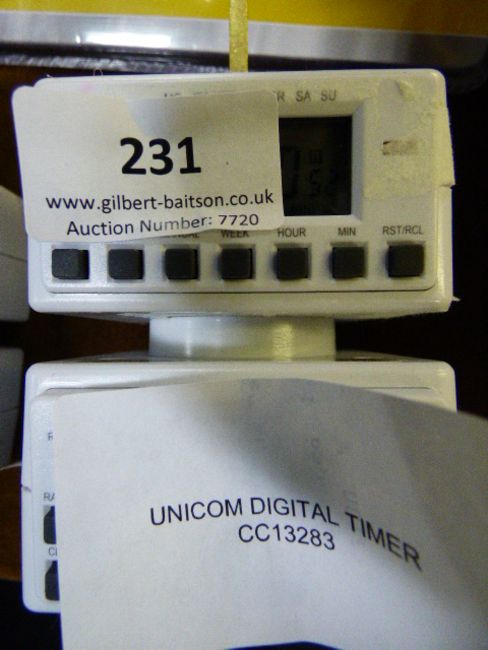 SA SU
231
www.gilbert-baitson.co.uk
Auction Number: 7720
WEEK HOUR MIN RST/RCL
UNICOM DIGITAL TIMER
CC13283